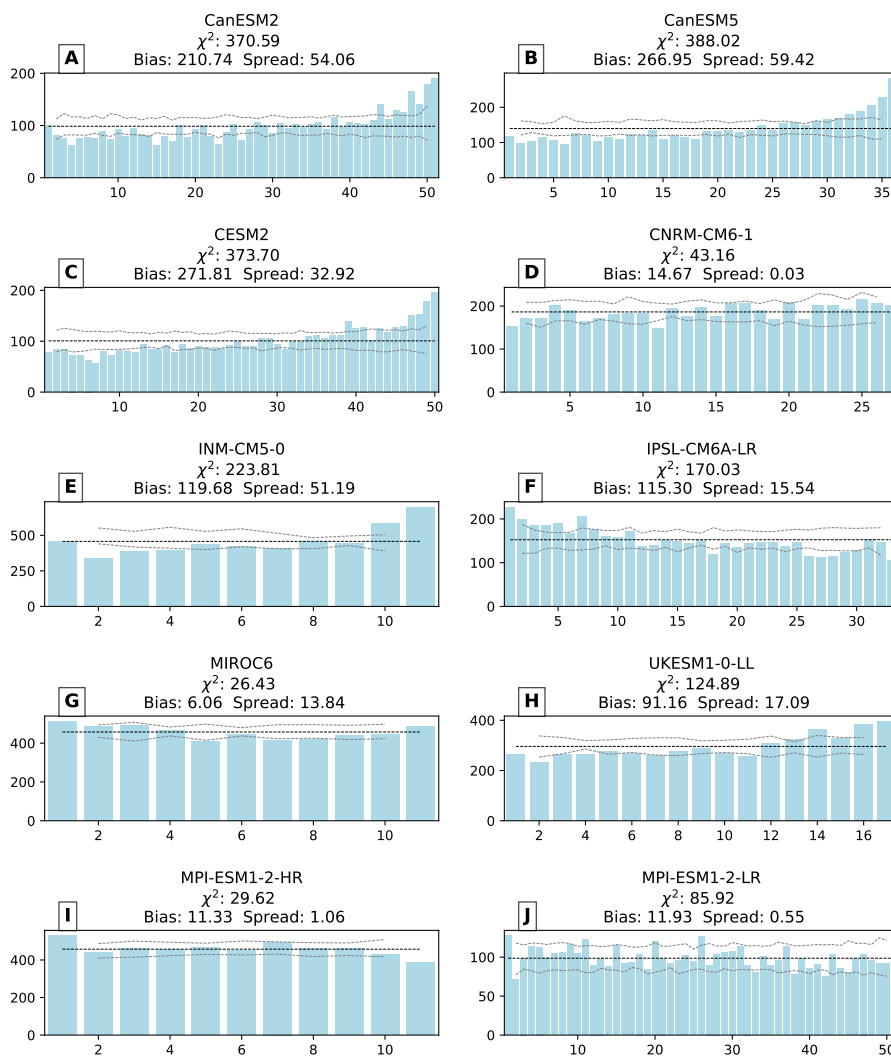 CanESM2
χ²: 370.59
Bias: 210.74 Spread: 54.06
A
200
100
0
10 20 30 40 50
CanESM5
χ²: 388.02
Bias: 266.95 Spread: 59.42
B
200
100
0
5 10 15 20 25 30 35
CESM2
χ²: 373.70
Bias: 271.81 Spread: 32.92
C
200
100
0
10 20 30 40 50
CNRM-CM6-1
χ²: 43.16
Bias: 14.67 Spread: 0.03
D
200
100
0
5 10 15 20 25
INM-CM5-0
χ²: 223.81
Bias: 119.68 Spread: 51.19
E
500
250
0
2 4 6 8 10
IPSL-CM6A-LR
χ²: 170.03
Bias: 115.30 Spread: 15.54
F
200
100
0
5 10 15 20 25 30
MIROC6
χ²: 26.43
Bias: 6.06 Spread: 13.84
G
400
200
0
2 4 6 8 10
UKESM1-0-LL
χ²: 124.89
Bias: 91.16 Spread: 17.09
H
400
200
0
2 4 6 8 10 12 14 16
MPI-ESM1-2-HR
χ²: 29.62
Bias: 11.33 Spread: 1.06
I
400
200
0
2 4 6 8 10
MPI-ESM1-2-LR
χ²: 85.92
Bias: 11.93 Spread: 0.55
J
100
50
0
10 20 30 40 50